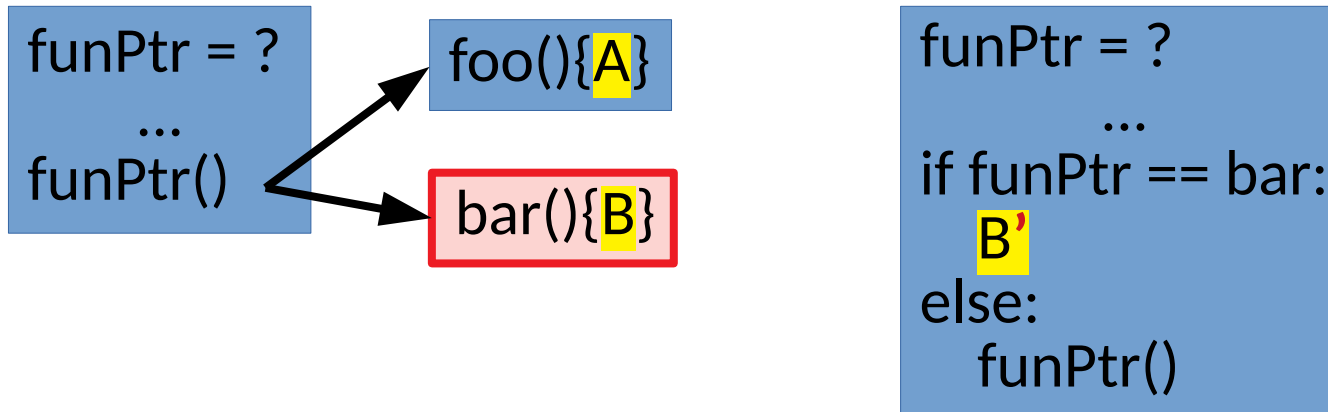 funPtr = ?
...
funPtr()
foo(){A}
bar(){B}
funPtr = ?
...
if funPtr == bar:
B’
else:
funPtr()